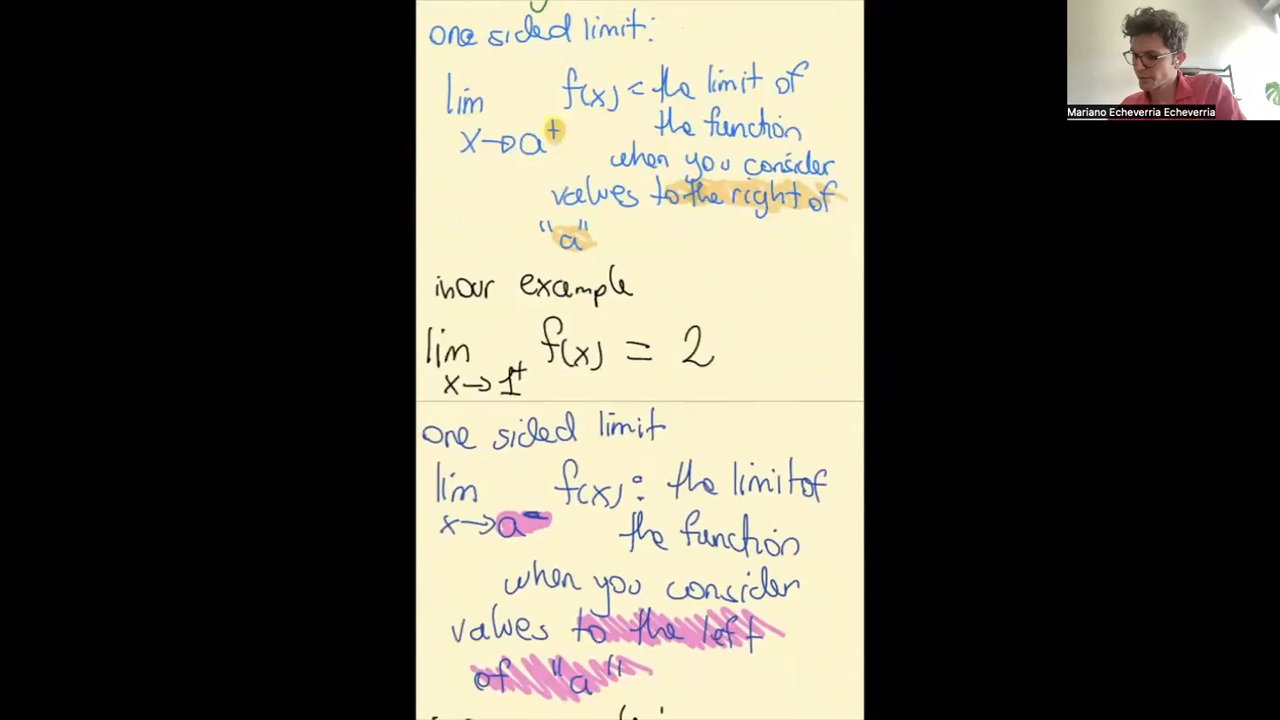 one sided limit:
lim f(x) = the limit of
x→a⁺ the function
when you consider
values to the right of
"a"
in our example
lim f(x) = 2
x→1⁺
one sided limit
lim f(x): the limit of
x→a⁻ the function
when you consider
values to the left
of "a"
Mariano Echeverria Echeverria